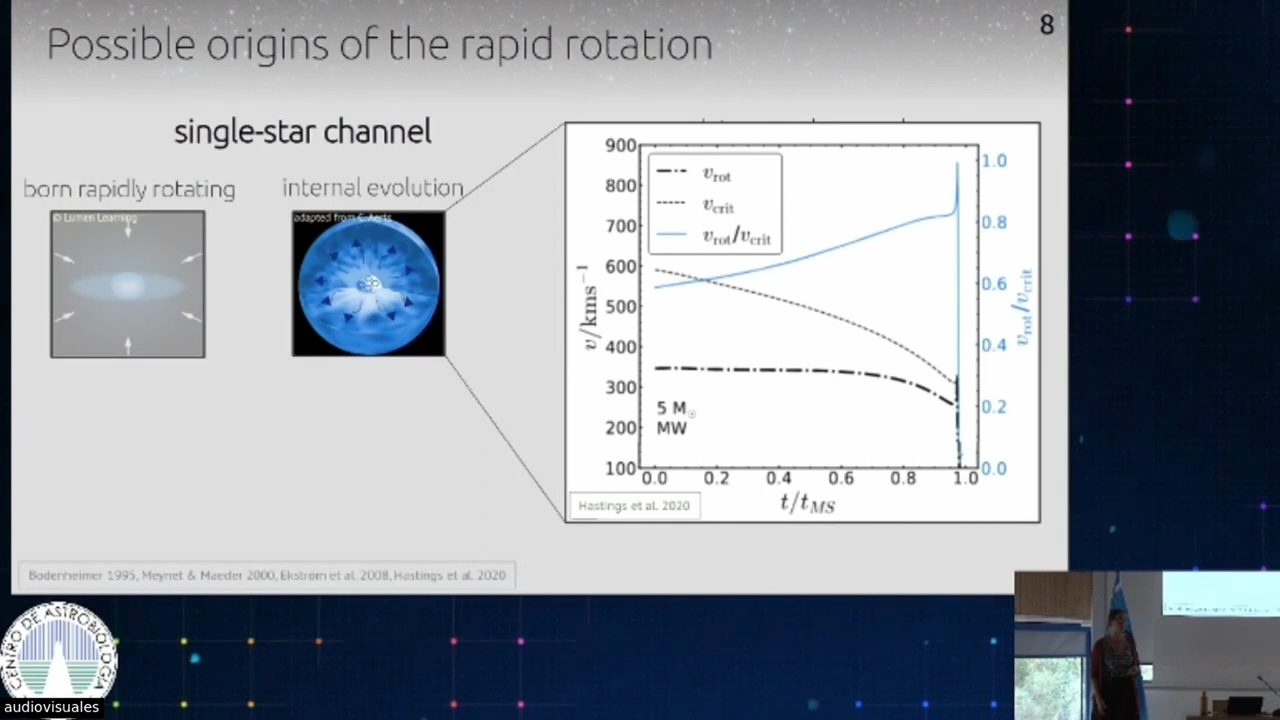 Possible origins of the rapid rotation
8
single-star channel
born rapidly rotating
© Lumen Learning
internal evolution
adapted from C. Aerts
900
800
700
600
500
400
300
200
100
v/kms⁻¹
v_rot
v_crit
v_rot/v_crit
5 M☉
MW
1.0
0.8
0.6
0.4
0.2
0.0
v_rot/v_crit
0.0 0.2 0.4 0.6 0.8 1.0
t/t_MS
Hastings et al. 2020
Bodenheimer 1995, Meynet & Maeder 2000, Ekström et al. 2008, Hastings et al. 2020
CENTRO DE ASTROBIOLOGÍA
audiovisuales